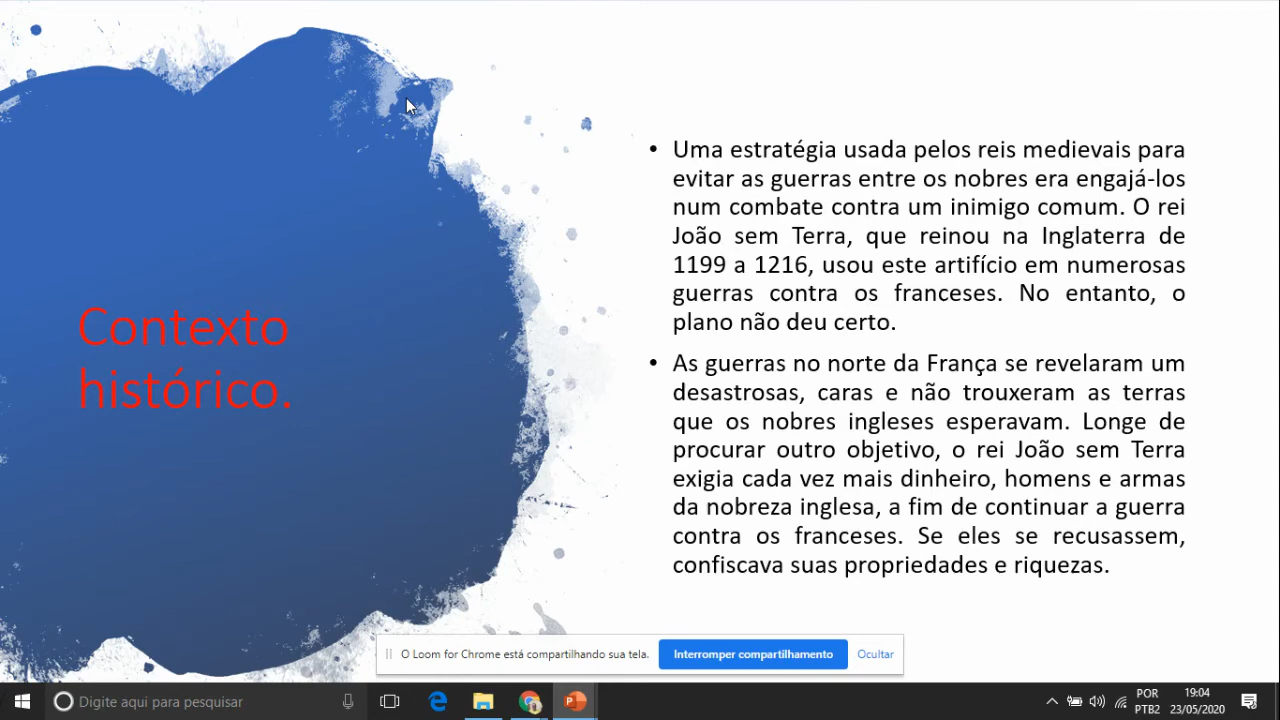 Contexto
histórico.
• Uma estratégia usada pelos reis medievais para
evitar as guerras entre os nobres era engajá-los
num combate contra um inimigo comum. O rei
João sem Terra, que reinou na Inglaterra de
1199 a 1216, usou este artifício em numerosas
guerras contra os franceses. No entanto, o
plano não deu certo.
• As guerras no norte da França se revelaram um
desastrosas, caras e não trouxeram as terras
que os nobres ingleses esperavam. Longe de
procurar outro objetivo, o rei João sem Terra
exigia cada vez mais dinheiro, homens e armas
da nobreza inglesa, a fim de continuar a guerra
contra os franceses. Se eles se recusassem,
confiscava suas propriedades e riquezas.
O Loom for Chrome está compartilhando sua tela. Interromper compartilhamento Ocultar
Digite aqui para pesquisar
POR 19:04
PTB2 23/05/2020